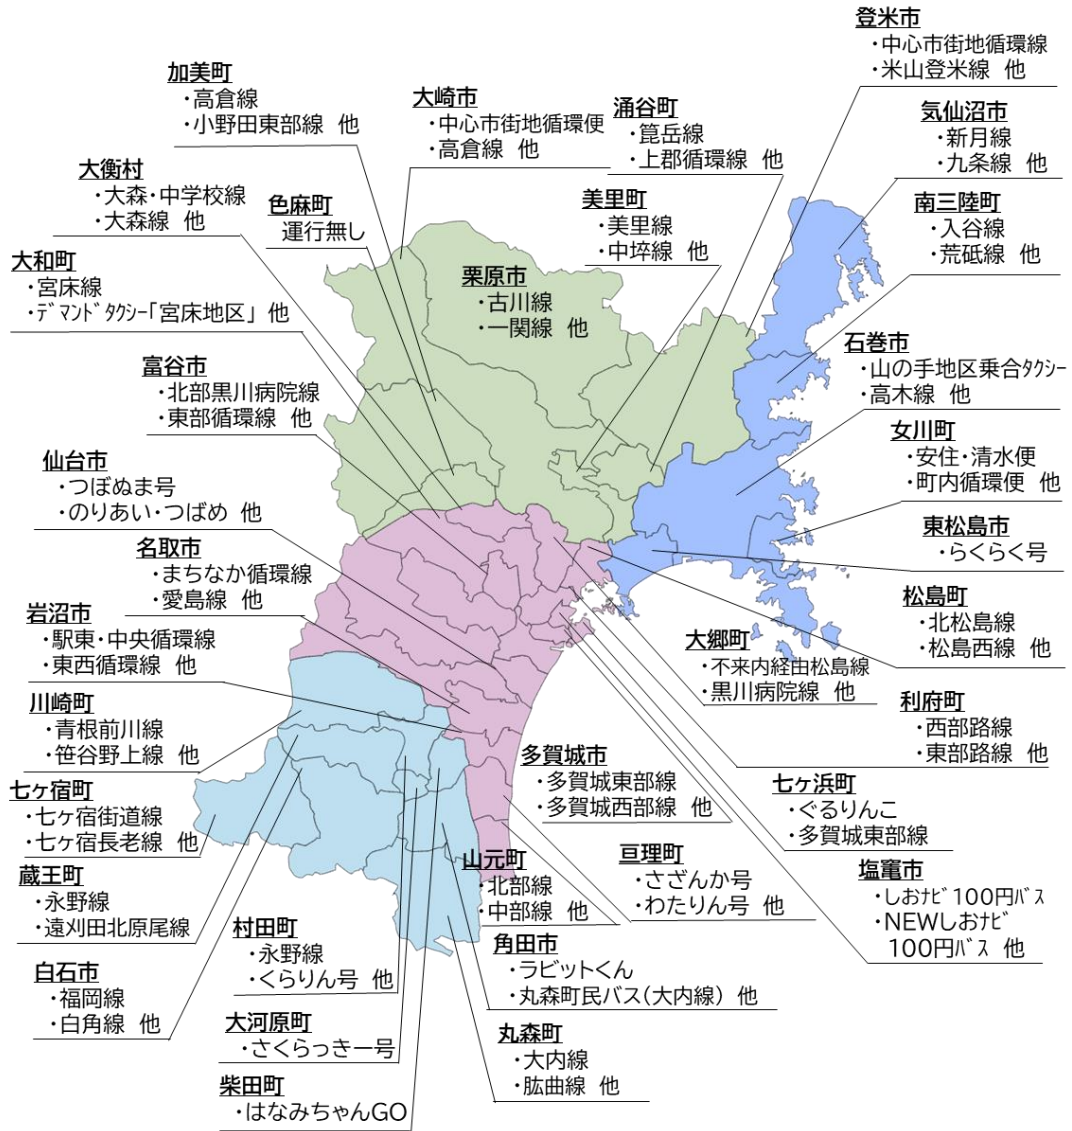 登米市
・中心市街地循環線
・米山登米線 他
加美町
・高倉線
・小野田東部線 他
大崎市
・中心市街地循環便
・高倉線 他
涌谷町
・箟岳線
・上郡循環線 他
気仙沼市
・新月線
・九条線 他
大衡村
・大森・中学校線
・大森線 他
色麻町
運行無し
美里町
・美里線
・中埣線 他
南三陸町
・入谷線
・荒砥線 他
大和町
・宮床線
・ﾃﾞﾏﾝﾄﾞﾀｸｼｰ「宮床地区」 他
栗原市
・古川線
・一関線 他
石巻市
・山の手地区乗合ﾀｸｼｰ
・高木線 他
富谷市
・北部黒川病院線
・東部循環線 他
女川町
・安住・清水便
・町内循環便 他
仙台市
・つぼぬま号
・のりあい・つばめ 他
東松島市
・らくらく号
名取市
・まちなか循環線
・愛島線 他
松島町
・北松島線
・松島西線 他
岩沼市
・駅東・中央循環線
・東西循環線 他
大郷町
・不来内経由松島線
・黒川病院線 他
川崎町
・青根前川線
・笹谷野上線 他
利府町
・西部路線
・東部路線 他
多賀城市
・多賀城東部線
・多賀城西部線 他
七ヶ浜町
・ぐるりんこ
・多賀城東部線
七ヶ宿町
・七ヶ宿街道線
・七ヶ宿長老線 他
山元町
・北部線
・中部線 他
亘理町
・さざんか号
・わたりん号 他
塩竈市
・しおﾅﾋﾞ100円ﾊﾞｽ
・NEWしおﾅﾋﾞ
100円ﾊﾞｽ 他
蔵王町
・永野線
・遠刈田北原尾線
村田町
・永野線
・くらりん号 他
角田市
・ラビットくん
・丸森町民バス(大内線) 他
白石市
・福岡線
・白角線 他
大河原町
・さくらっきー号
丸森町
・大内線
・肱曲線 他
柴田町
・はなみちゃんGO